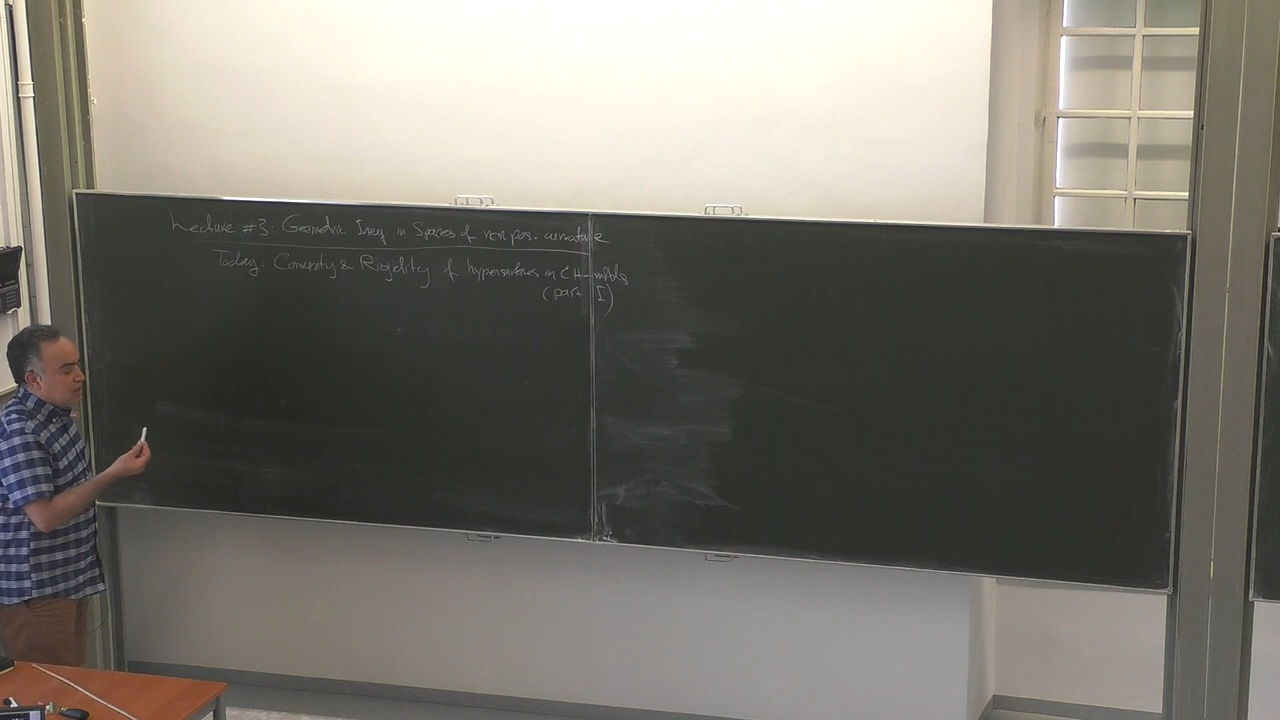 Lecture #3: Geometric Ineq in Spaces of non pos. curvature
Today: Convexity & Rigidity of hypersurfaces in CH-mflds
(part I)